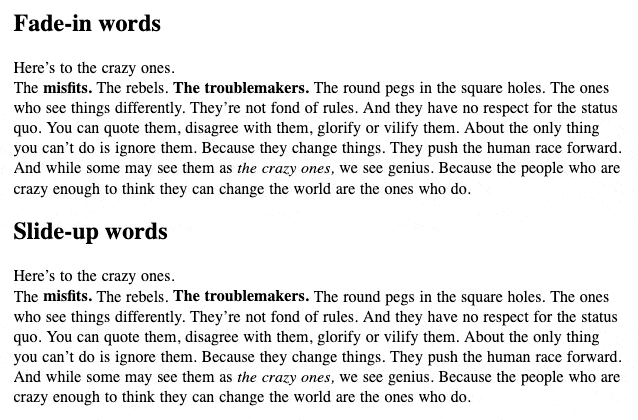 Fade-in words
Here’s to the crazy ones.
The misfits. The rebels. The troublemakers. The round pegs in the square holes. The ones
who see things differently. They’re not fond of rules. And they have no respect for the status
quo. You can quote them, disagree with them, glorify or vilify them. About the only thing
you can’t do is ignore them. Because they change things. They push the human race forward.
And while some may see them as the crazy ones, we see genius. Because the people who are
crazy enough to think they can change the world are the ones who do.
Slide-up words
Here’s to the crazy ones.
The misfits. The rebels. The troublemakers. The round pegs in the square holes. The ones
who see things differently. They’re not fond of rules. And they have no respect for the status
quo. You can quote them, disagree with them, glorify or vilify them. About the only thing
you can’t do is ignore them. Because they change things. They push the human race forward.
And while some may see them as the crazy ones, we see genius. Because the people who are
crazy enough to think they can change the world are the ones who do.